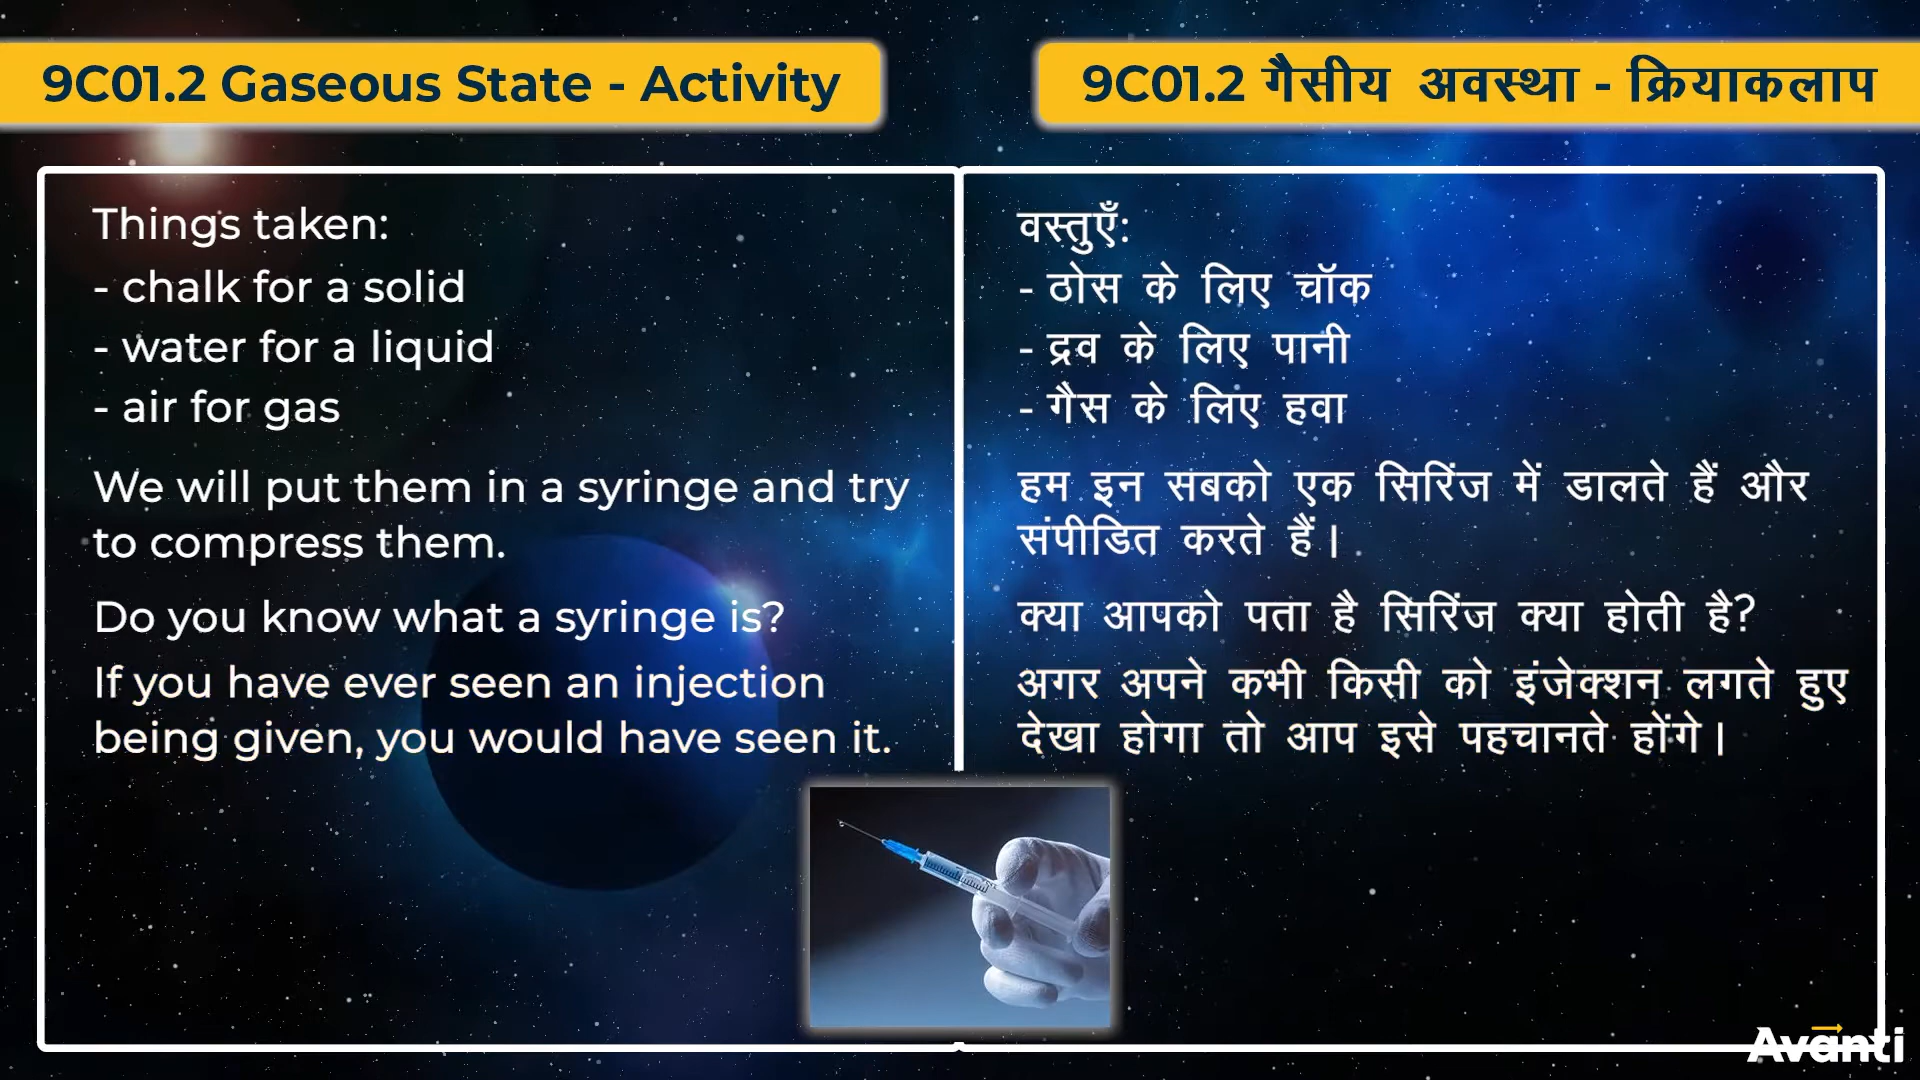 9C01.2 Gaseous State - Activity
9C01.2 गैसीय अवस्था - क्रियाकलाप
Things taken:
- chalk for a solid
- water for a liquid
- air for gas
We will put them in a syringe and try
to compress them.
Do you know what a syringe is?
If you have ever seen an injection
being given, you would have seen it.
वस्तुएँ:
- ठोस के लिए चॉक
- द्रव के लिए पानी
- गैस के लिए हवा
हम इन सबको एक सिरिंज में डालते हैं और
संपीडित करते हैं।
क्या आपको पता है सिरिंज क्या होती है?
अगर अपने कभी किसी को इंजेक्शन लगते हुए
देखा होगा तो आप इसे पहचानते होंगे।
Avanti